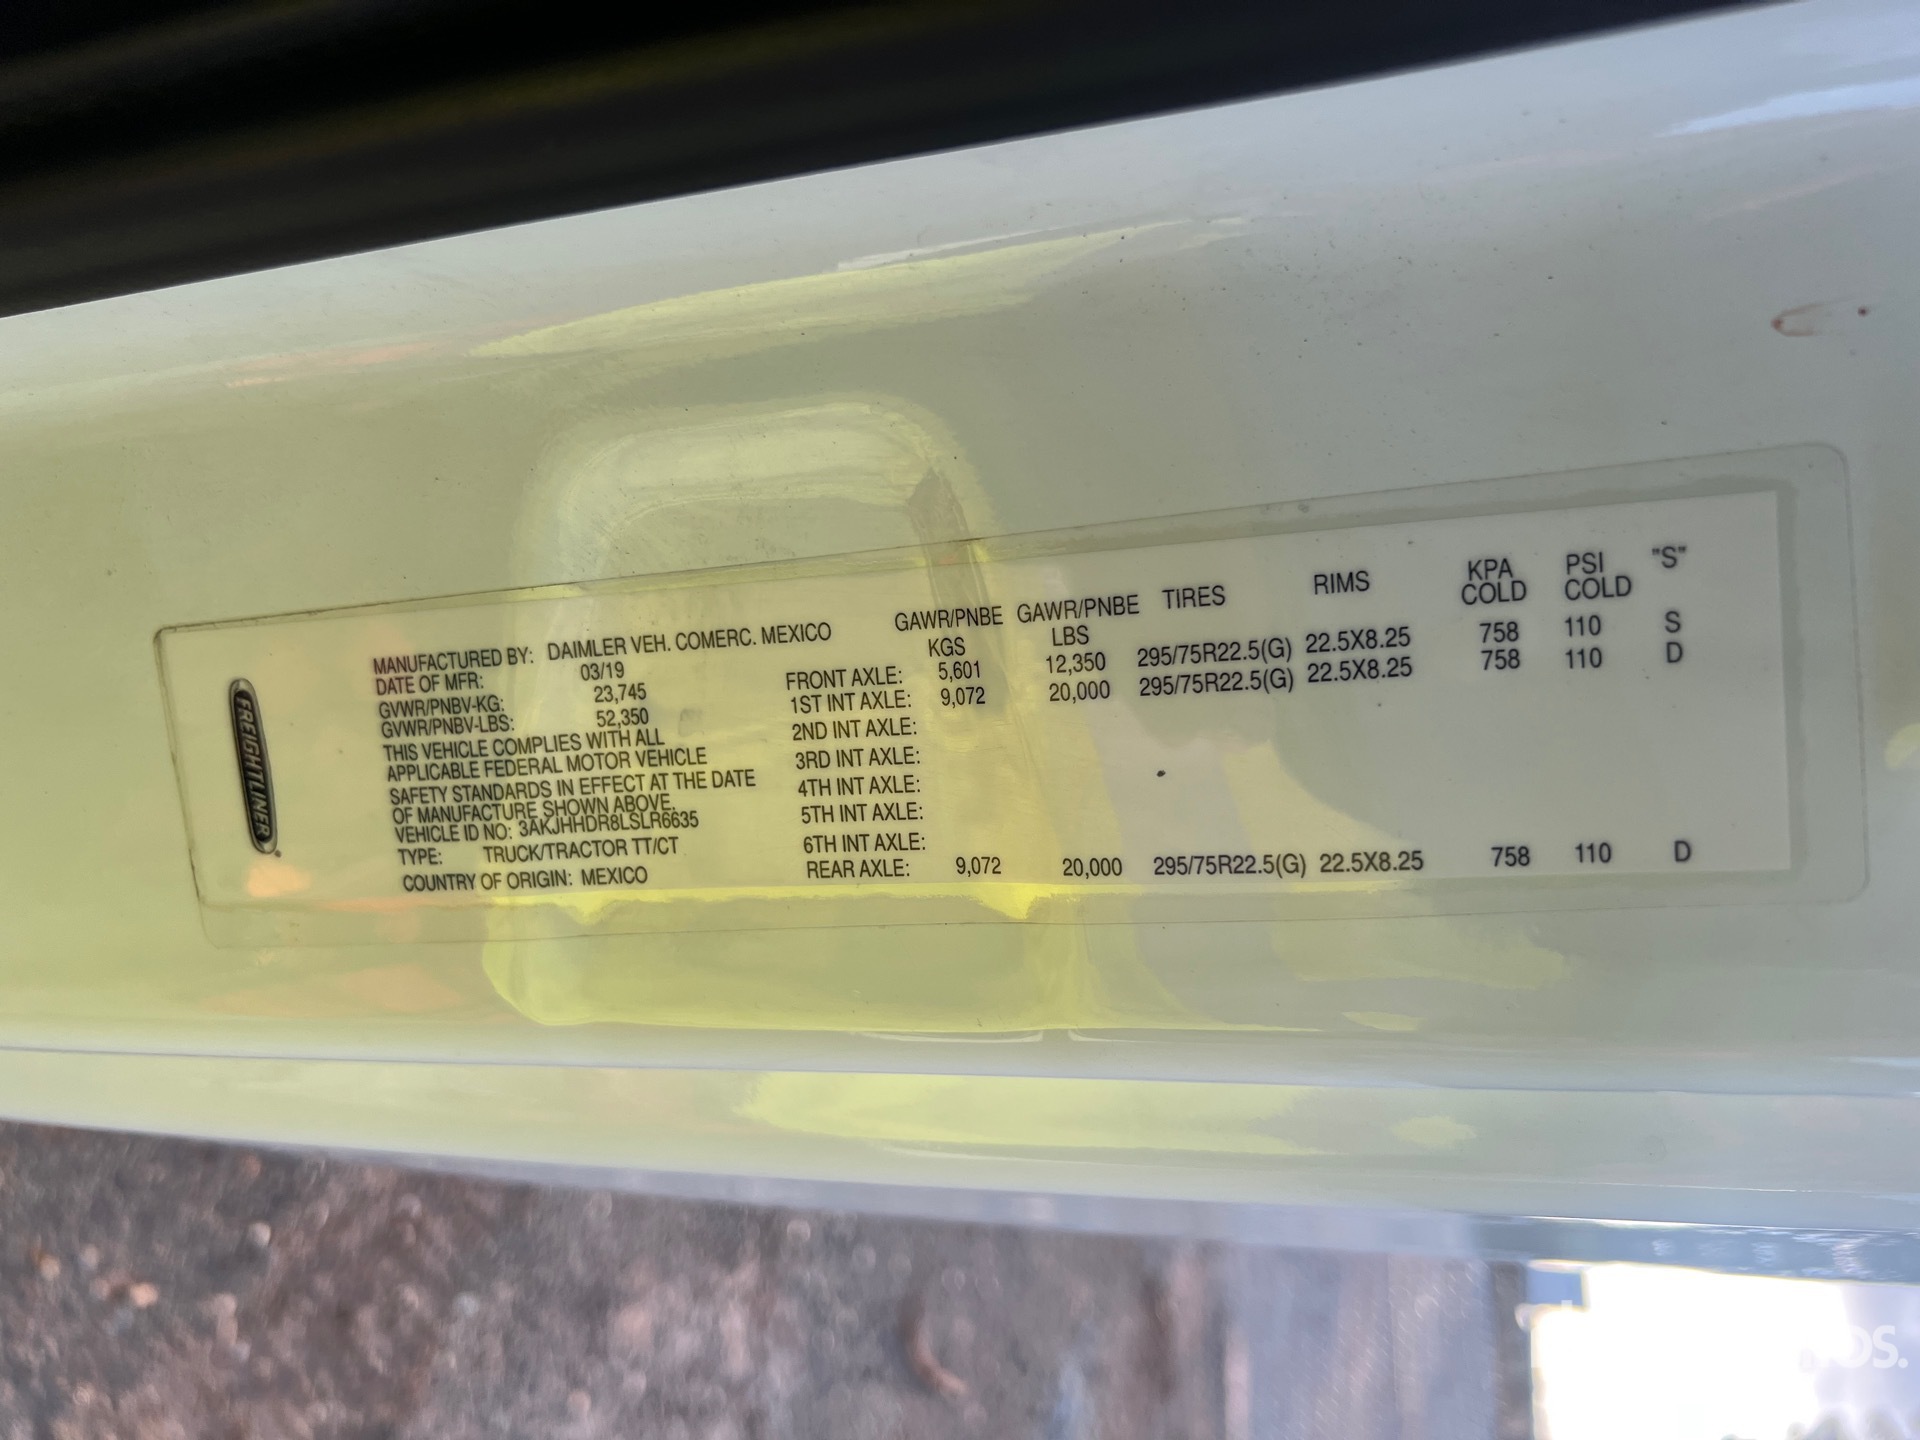 FREIGHTLINER
MANUFACTURED BY: DAIMLER VEH. COMERC. MEXICO
DATE OF MFR: 03/19
GVWR/PNBV-KG: 23,745
GVWR/PNBV-LBS: 52,350
THIS VEHICLE COMPLIES WITH ALL
APPLICABLE FEDERAL MOTOR VEHICLE
SAFETY STANDARDS IN EFFECT AT THE DATE
OF MANUFACTURE SHOWN ABOVE.
VEHICLE ID NO: 3AKJHHDR8LSLR6635
TYPE: TRUCK/TRACTOR TT/CT
COUNTRY OF ORIGIN: MEXICO
GAWR/PNBE GAWR/PNBE TIRES RIMS KPA PSI "S"
KGS LBS COLD COLD
FRONT AXLE: 5,601 12,350 295/75R22.5(G) 22.5X8.25 758 110 S
1ST INT AXLE: 9,072 20,000 295/75R22.5(G) 22.5X8.25 758 110 D
2ND INT AXLE:
3RD INT AXLE:
4TH INT AXLE:
5TH INT AXLE:
6TH INT AXLE:
REAR AXLE: 9,072 20,000 295/75R22.5(G) 22.5X8.25 758 110 D